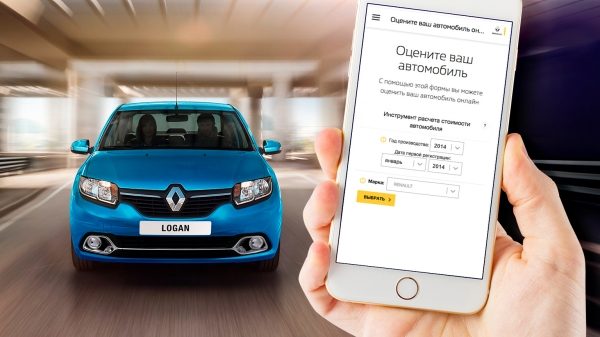 LOGAN
Оцените ваш автомобиль он...
Оцените ваш
автомобиль
С помощью этой формы вы можете
оценить ваш автомобиль онлайн
Инструмент расчета стоимости
автомобиля
?
Год производства: 2014
Дата первой регистрации:
январь 2014
Марка: RENAULT
ВЫБРАТЬ >